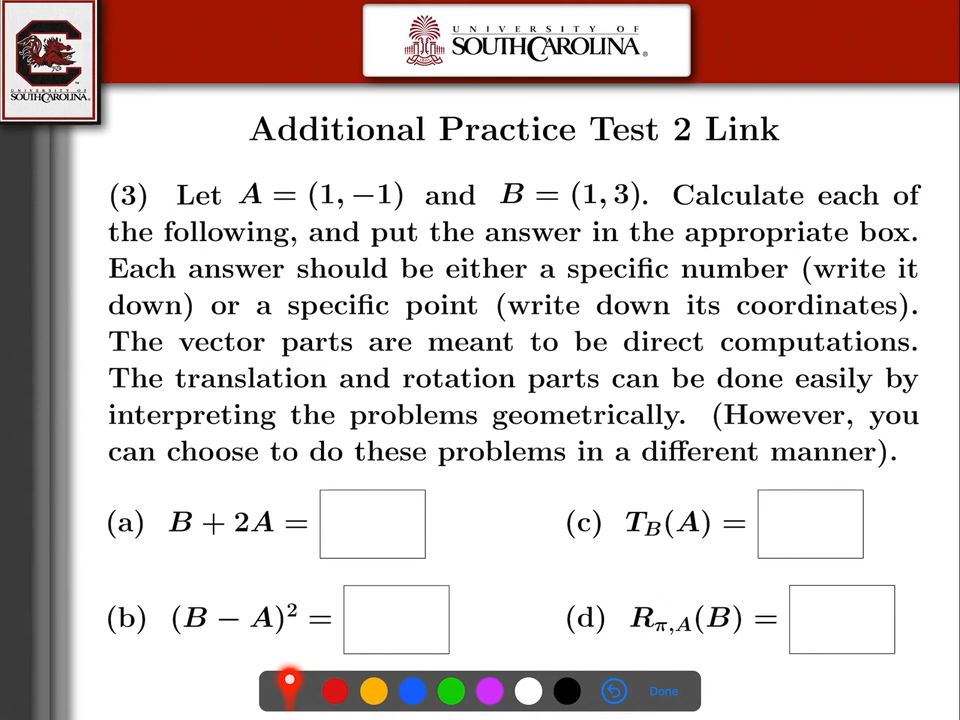 UNIVERSITY OF
SOUTH CAROLINA
UNIVERSITY OF
SOUTHCAROLINA
Additional Practice Test 2 Link
(3) Let A = (1, −1) and B = (1, 3). Calculate each of
the following, and put the answer in the appropriate box.
Each answer should be either a specific number (write it
down) or a specific point (write down its coordinates).
The vector parts are meant to be direct computations.
The translation and rotation parts can be done easily by
interpreting the problems geometrically. (However, you
can choose to do these problems in a different manner).
(a) B + 2A =
(c) T_B(A) =
(b) (B − A)² =
(d) R_{π,A}(B) =
Done